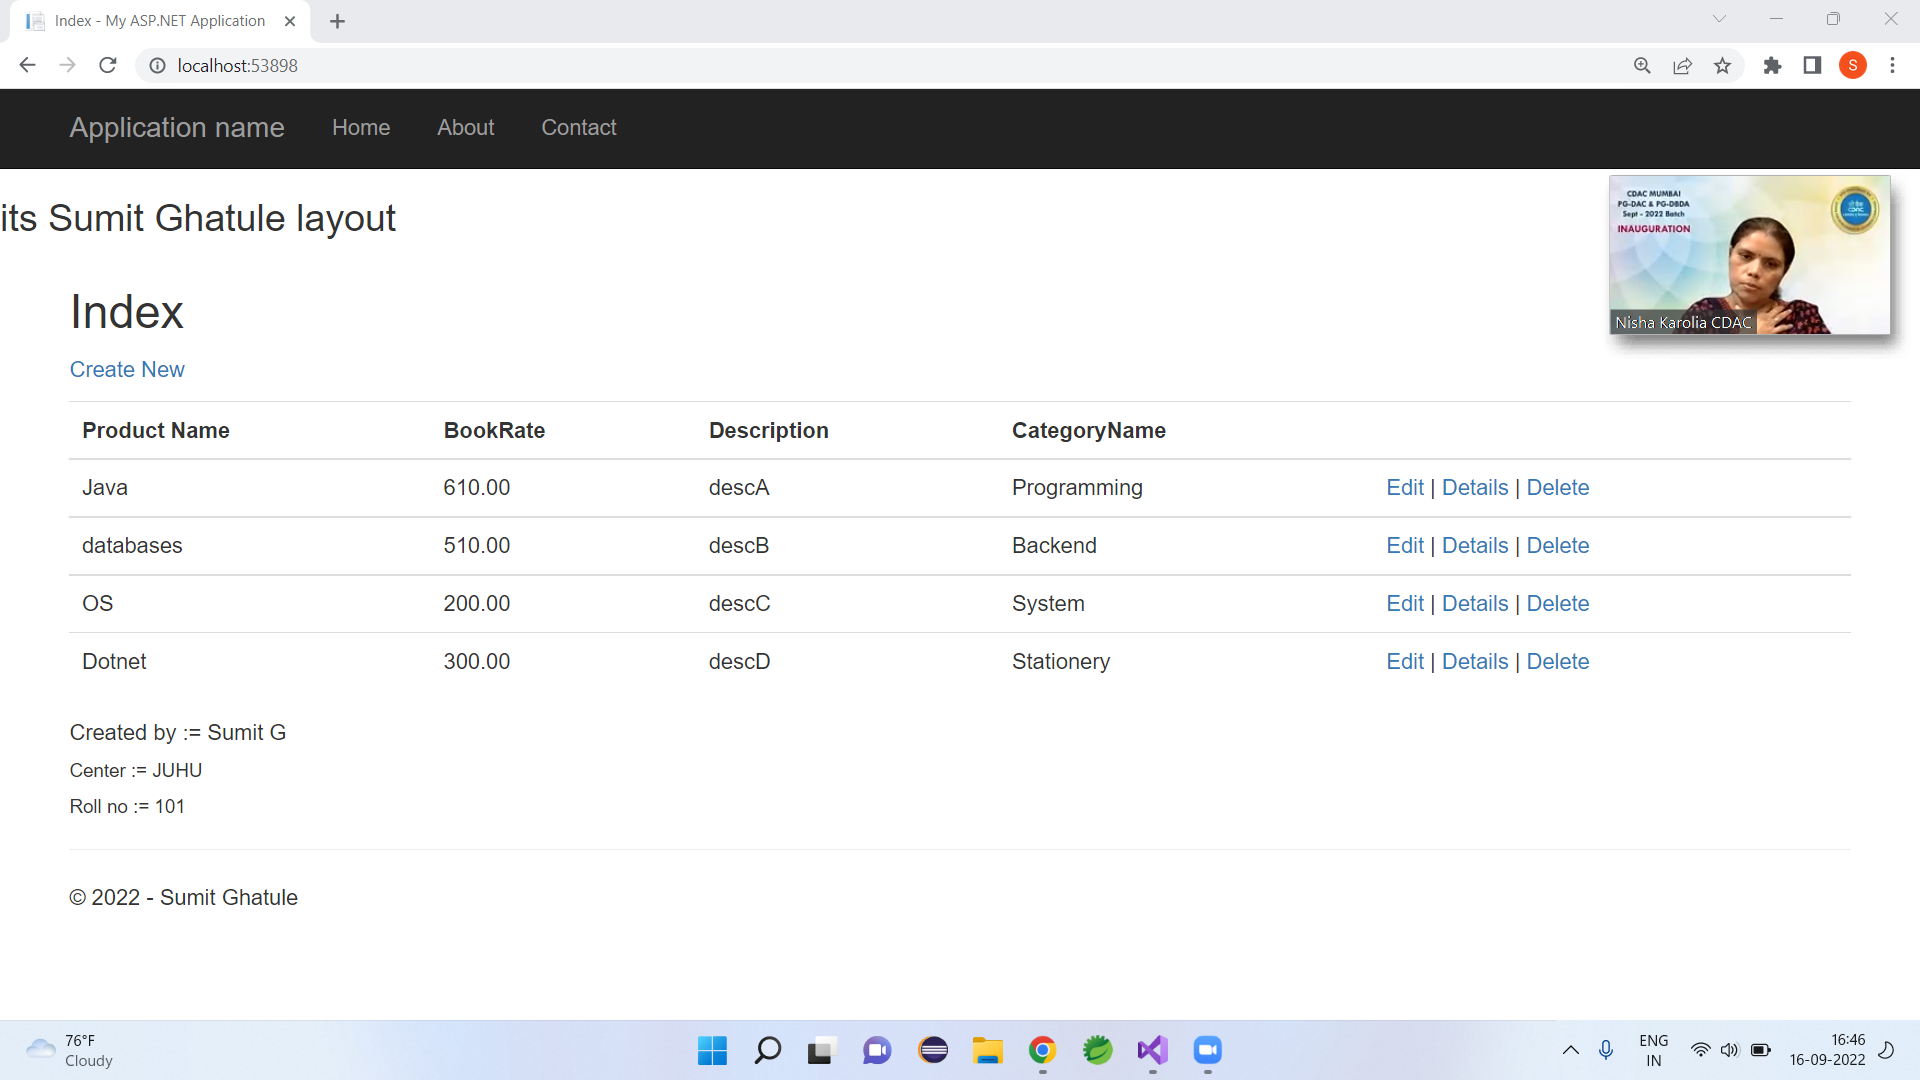 Index - My ASP.NET Application
localhost:53898
S
Application name Home About Contact
its Sumit Ghatule layout
CDAC MUMBAI
PG-DAC & PG-DBDA
Sept - 2022 Batch
INAUGURATION
CDAC
Nisha Karolia CDAC
Index
Create New
Product Name BookRate Description CategoryName
Java 610.00 descA Programming Edit | Details | Delete
databases 510.00 descB Backend Edit | Details | Delete
OS 200.00 descC System Edit | Details | Delete
Dotnet 300.00 descD Stationery Edit | Details | Delete
Created by := Sumit G
Center := JUHU
Roll no := 101
© 2022 - Sumit Ghatule
76°F
Cloudy
ENG
IN
16:46
16-09-2022